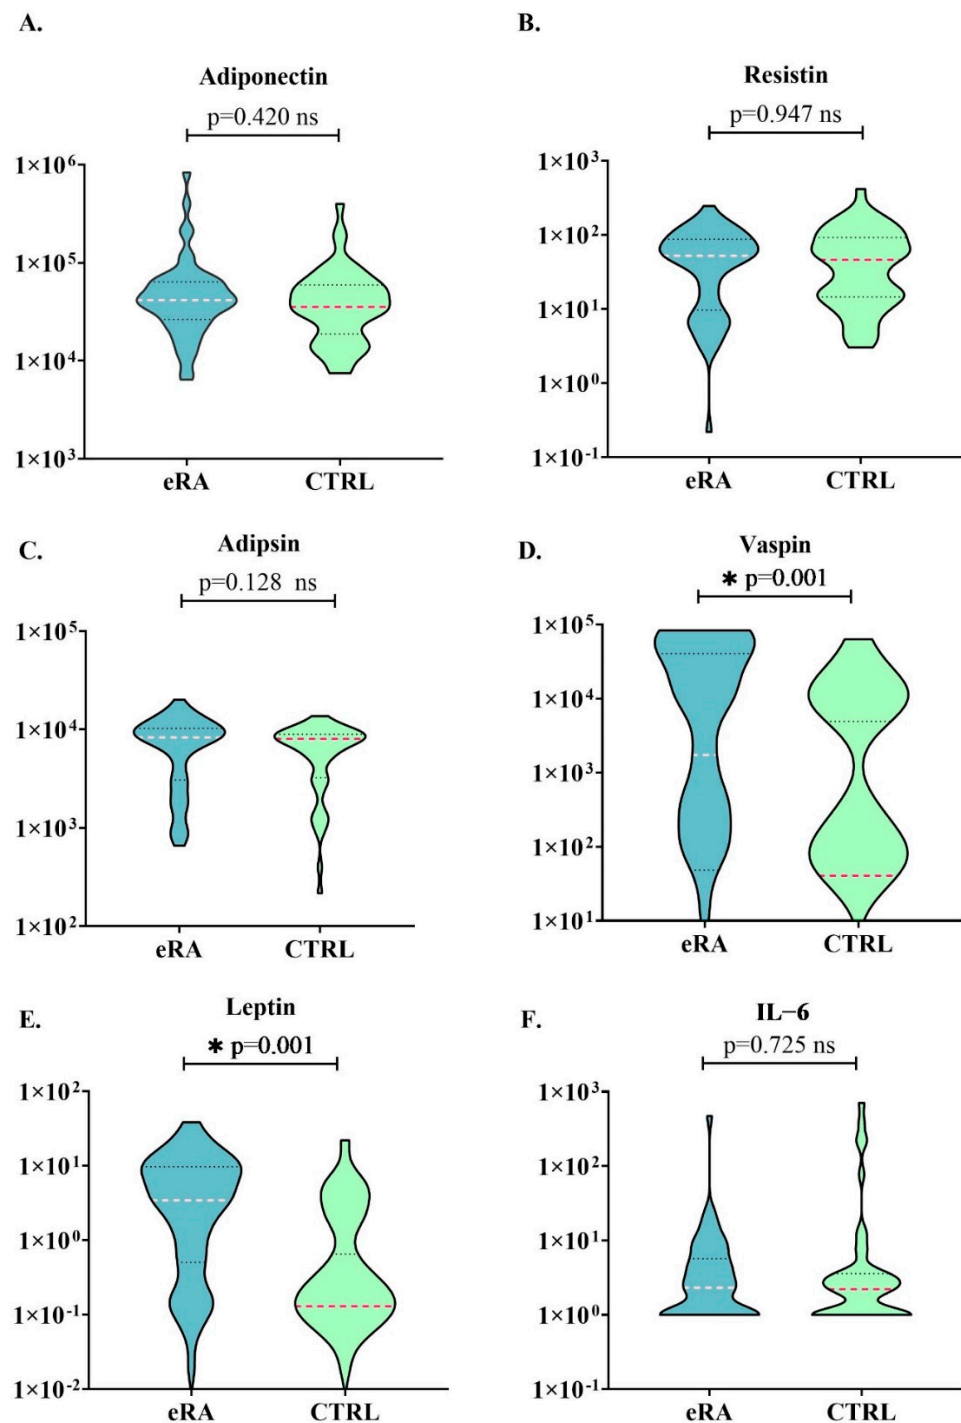 A.
Adiponectin
p=0.420 ns
1×10⁶
1×10⁵
1×10⁴
1×10³
eRA CTRL
B.
Resistin
p=0.947 ns
1×10³
1×10²
1×10¹
1×10⁰
1×10⁻¹
eRA CTRL
C.
Adipsin
p=0.128 ns
1×10⁵
1×10⁴
1×10³
1×10²
eRA CTRL
D.
Vaspin
✱ p=0.001
1×10⁵
1×10⁴
1×10³
1×10²
1×10¹
eRA CTRL
E.
Leptin
✱ p=0.001
1×10²
1×10¹
1×10⁰
1×10⁻¹
1×10⁻²
eRA CTRL
F.
IL−6
p=0.725 ns
1×10³
1×10²
1×10¹
1×10⁰
1×10⁻¹
eRA CTRL